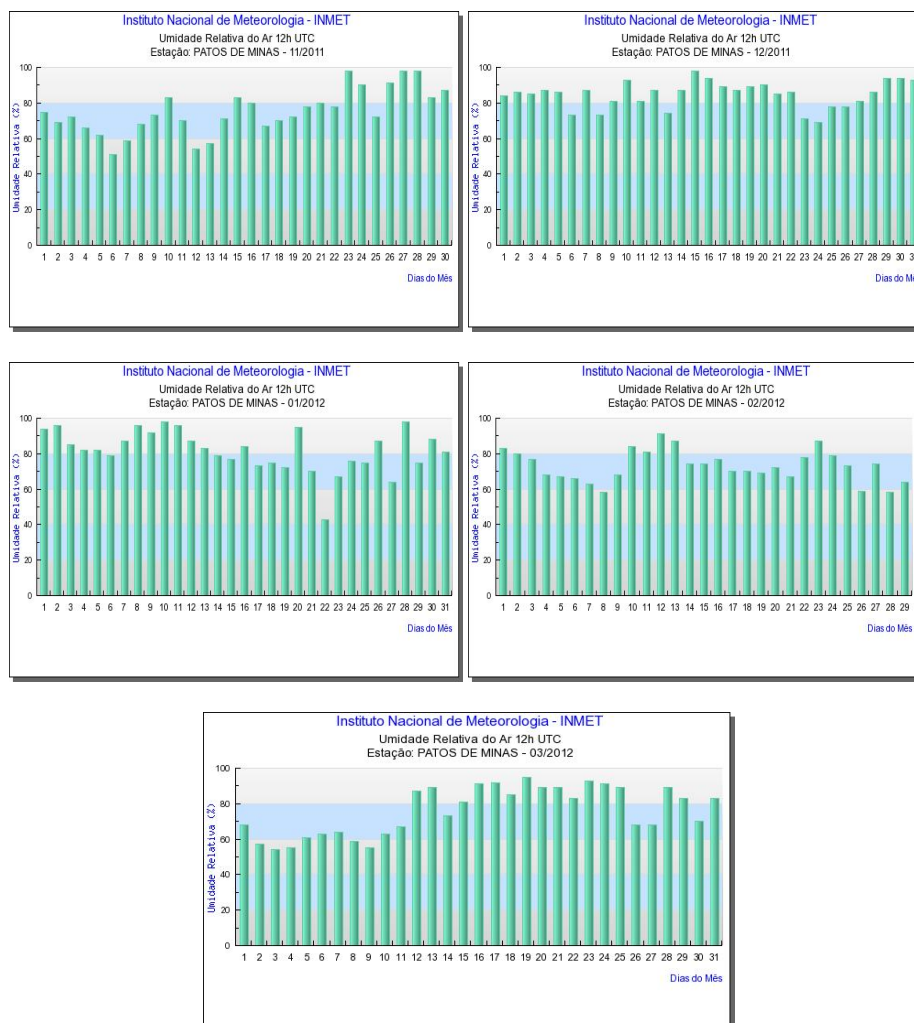 Instituto Nacional de Meteorologia - INMET
Umidade Relativa do Ar 12h UTC
Estação: PATOS DE MINAS - 11/2011
Umidade Relativa (%)
100
80
60
40
20
0
1 2 3 4 5 6 7 8 9 10 11 12 13 14 15 16 17 18 19 20 21 22 23 24 25 26 27 28 29 30
Dias do Mês
Instituto Nacional de Meteorologia - INMET
Umidade Relativa do Ar 12h UTC
Estação: PATOS DE MINAS - 12/2011
Umidade Relativa (%)
100
80
60
40
20
0
1 2 3 4 5 6 7 8 9 10 11 12 13 14 15 16 17 18 19 20 21 22 23 24 25 26 27 28 29 30 3
Dias do Mê
Instituto Nacional de Meteorologia - INMET
Umidade Relativa do Ar 12h UTC
Estação: PATOS DE MINAS - 01/2012
Umidade Relativa (%)
100
80
60
40
20
0
1 2 3 4 5 6 7 8 9 10 11 12 13 14 15 16 17 18 19 20 21 22 23 24 25 26 27 28 29 30 31
Dias do Mês
Instituto Nacional de Meteorologia - INMET
Umidade Relativa do Ar 12h UTC
Estação: PATOS DE MINAS - 02/2012
Umidade Relativa (%)
100
80
60
40
20
0
1 2 3 4 5 6 7 8 9 10 11 12 13 14 15 16 17 18 19 20 21 22 23 24 25 26 27 28 29
Dias do Mês
Instituto Nacional de Meteorologia - INMET
Umidade Relativa do Ar 12h UTC
Estação: PATOS DE MINAS - 03/2012
Umidade Relativa (%)
100
80
60
40
20
0
1 2 3 4 5 6 7 8 9 10 11 12 13 14 15 16 17 18 19 20 21 22 23 24 25 26 27 28 29 30 31
Dias do Mês